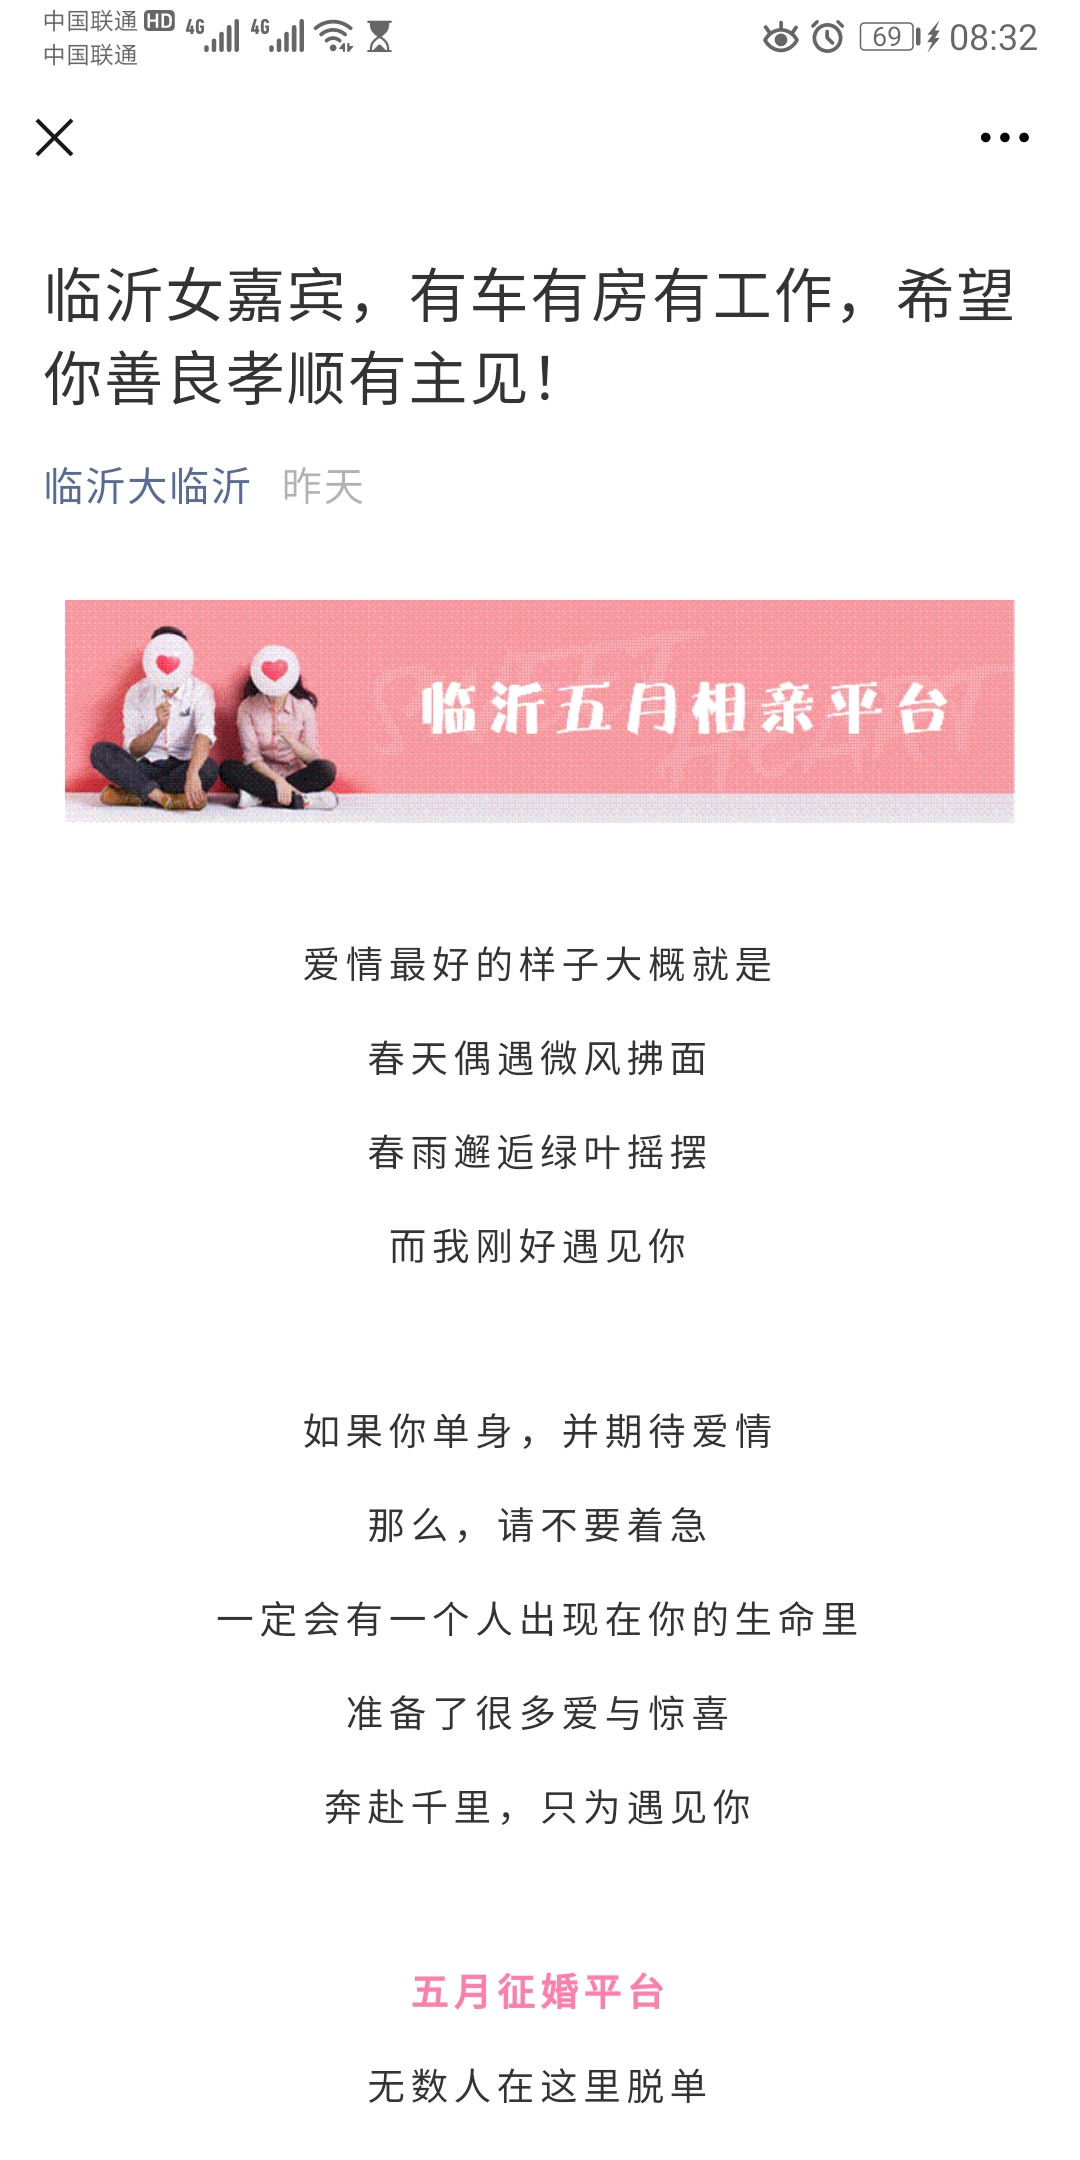 中国联通 HD 4G 4G 69 08:32
中国联通
临沂女嘉宾，有车有房有工作，希望
你善良孝顺有主见！
临沂大临沂 昨天
SWEET
HEART
临沂五月相亲平台
爱情最好的样子大概就是
春天偶遇微风拂面
春雨邂逅绿叶摇摆
而我刚好遇见你
如果你单身，并期待爱情
那么，请不要着急
一定会有一个人出现在你的生命里
准备了很多爱与惊喜
奔赴千里，只为遇见你
五月征婚平台
无数人在这里脱单